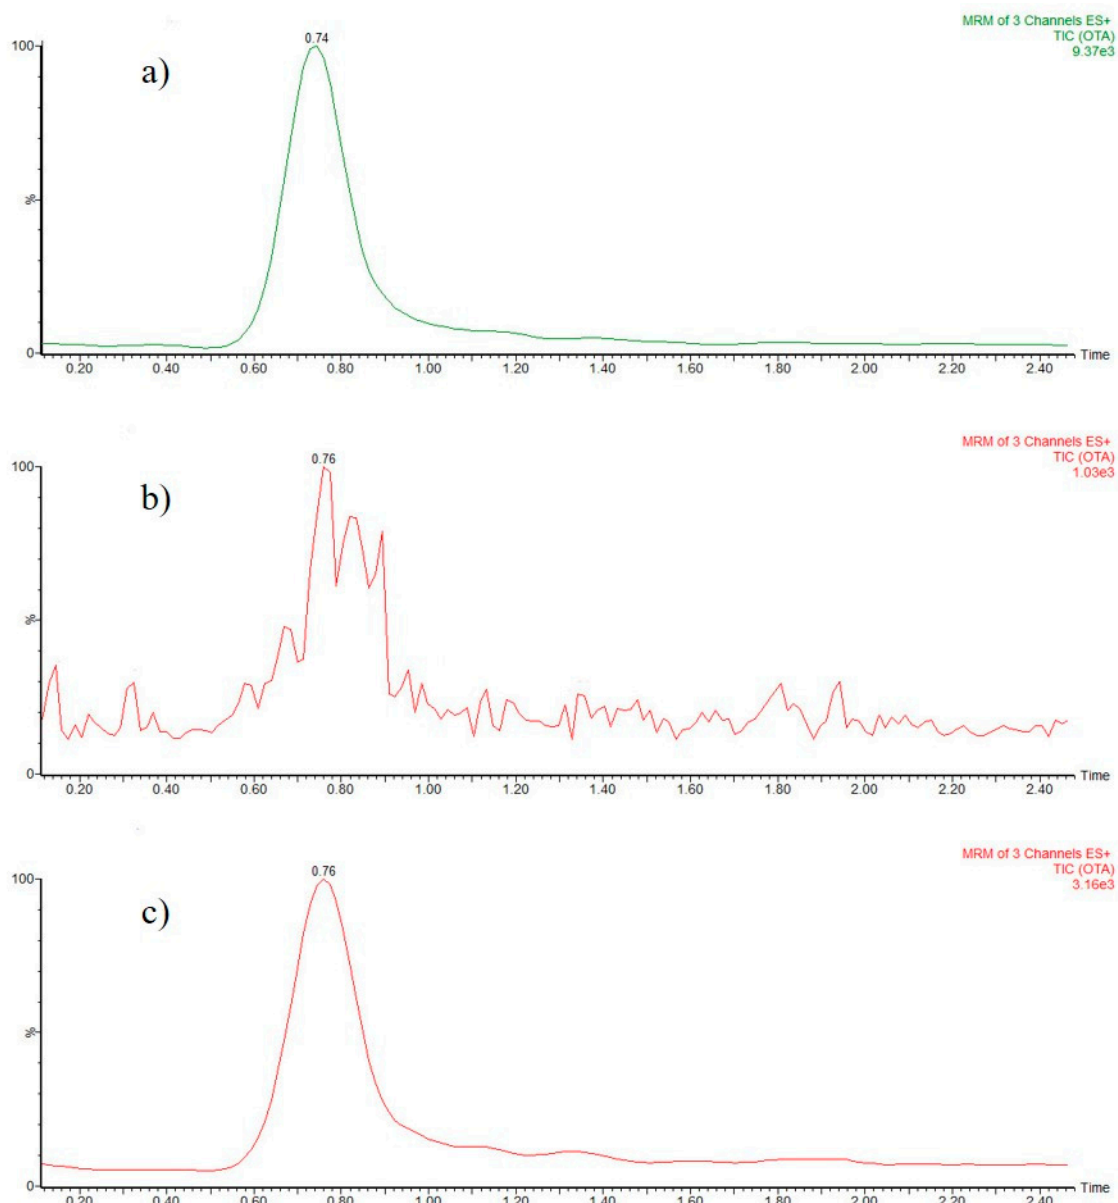 MRM of 3 Channels ES+
TIC (OTA)
9.37e3
0.74
100
a)
%
0
Time
0.20 0.40 0.60 0.80 1.00 1.20 1.40 1.60 1.80 2.00 2.20 2.40
MRM of 3 Channels ES+
TIC (OTA)
1.03e3
0.76
100
b)
%
0
Time
0.20 0.40 0.60 0.80 1.00 1.20 1.40 1.60 1.80 2.00 2.20 2.40
MRM of 3 Channels ES+
TIC (OTA)
3.16e3
0.76
100
c)
%
0
Time
0.20 0.40 0.60 0.80 1.00 1.20 1.40 1.60 1.80 2.00 2.20 2.40